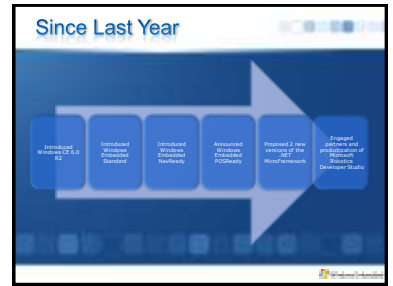 Since Last Year
Introduced
Windows CE 6.0
R2
Introduced
Windows
Embedded
Standard
Introduced
Windows
Embedded
NavReady
Announced
Windows
Embedded
POSReady
Proposed 2 new
versions of the
.NET
MicroFramework
Engaged
partners and
productization of
Microsoft
Robotics
Developer Studio